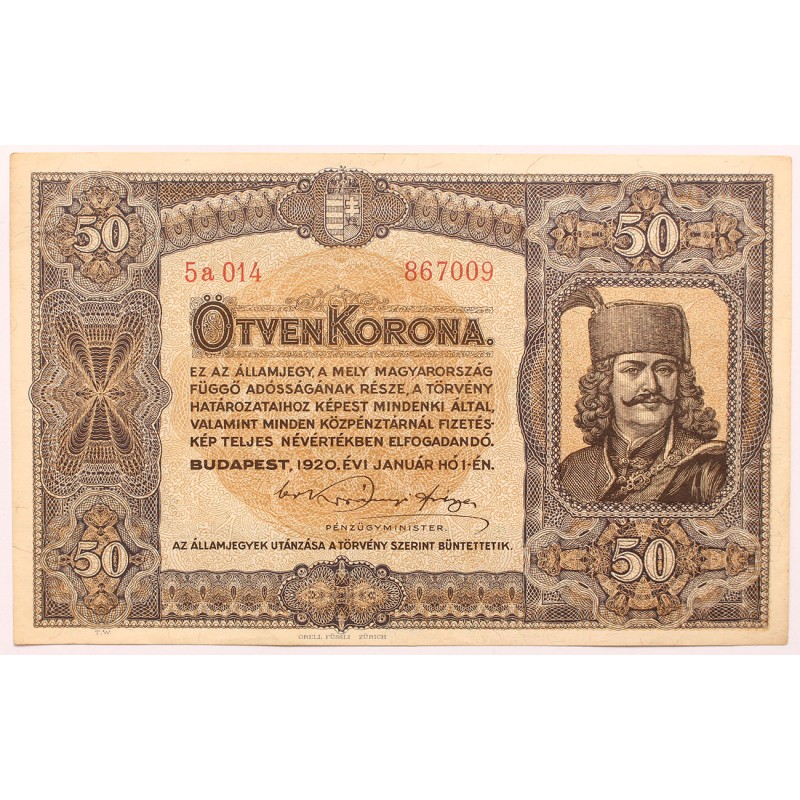 50 50
5a 014 867009
ÖTVEN KORONA.
EZ AZ ÁLLAMJEGY, A MELY MAGYARORSZÁG
FÜGGŐ ADÓSSÁGÁNAK RÉSZE, A TÖRVÉNY
HATÁROZATAIHOZ KÉPEST MINDENKI ÁLTAL,
VALAMINT MINDEN KÖZPÉNZTÁRNÁL FIZETÉS-
KÉP TELJES NÉVÉRTÉKBEN ELFOGADANDÓ.
BUDAPEST, 1920. ÉVI JANUÁR HÓ 1-ÉN.
PÉNZÜGYMINISTER.
AZ ÁLLAMJEGYEK UTÁNZÁSA A TÖRVÉNY SZERINT BÜNTETTETIK.
50 50
T.W. ORELL FÜSSLI ZÜRICH